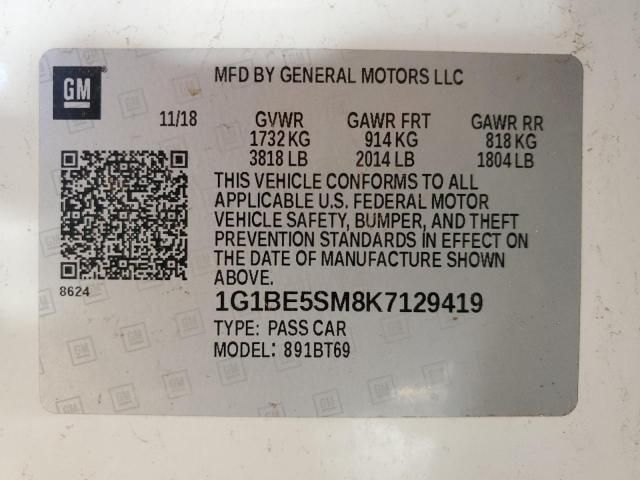 GM
MFD BY GENERAL MOTORS LLC
11/18 GVWR GAWR FRT GAWR RR
1732 KG 914 KG 818 KG
3818 LB 2014 LB 1804 LB
THIS VEHICLE CONFORMS TO ALL
APPLICABLE U.S. FEDERAL MOTOR
VEHICLE SAFETY, BUMPER, AND THEFT
PREVENTION STANDARDS IN EFFECT ON
THE DATE OF MANUFACTURE SHOWN
ABOVE.
8624
1G1BE5SM8K7129419
TYPE: PASS CAR
MODEL: 891BT69